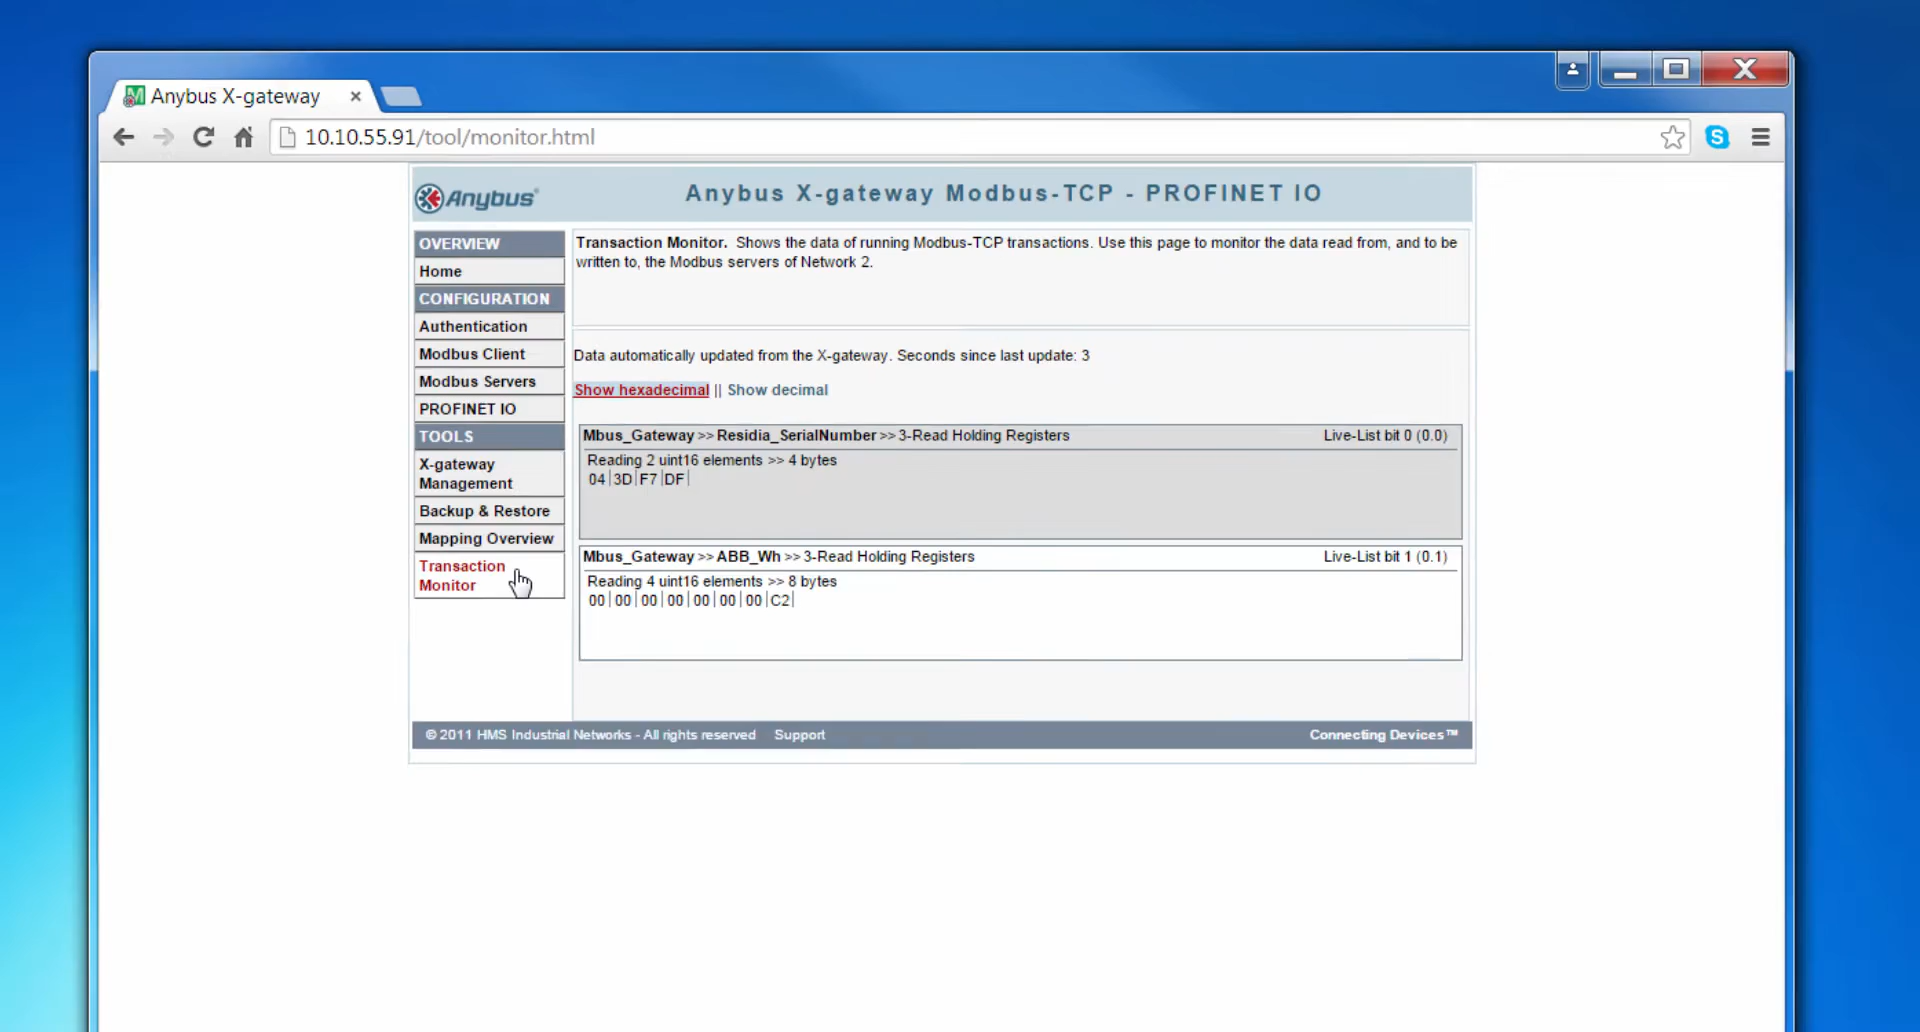 Anybus X-gateway
10.10.55.91/tool/monitor.html
Anybus®
Anybus X-gateway Modbus-TCP - PROFINET IO
OVERVIEW
Home
CONFIGURATION
Authentication
Modbus Client
Modbus Servers
PROFINET IO
TOOLS
X-gateway
Management
Backup & Restore
Mapping Overview
Transaction
Monitor
Transaction Monitor. Shows the data of running Modbus-TCP transactions. Use this page to monitor the data read from, and to be
written to, the Modbus servers of Network 2.
Data automatically updated from the X-gateway. Seconds since last update: 3
Show hexadecimal || Show decimal
Mbus_Gateway >> Residia_SerialNumber >> 3-Read Holding Registers Live-List bit 0 (0.0)
Reading 2 uint16 elements >> 4 bytes
04|3D|F7|DF|
Mbus_Gateway >> ABB_Wh >> 3-Read Holding Registers Live-List bit 1 (0.1)
Reading 4 uint16 elements >> 8 bytes
00|00|00|00|00|00|00|C2|
© 2011 HMS Industrial Networks - All rights reserved Support Connecting Devices™